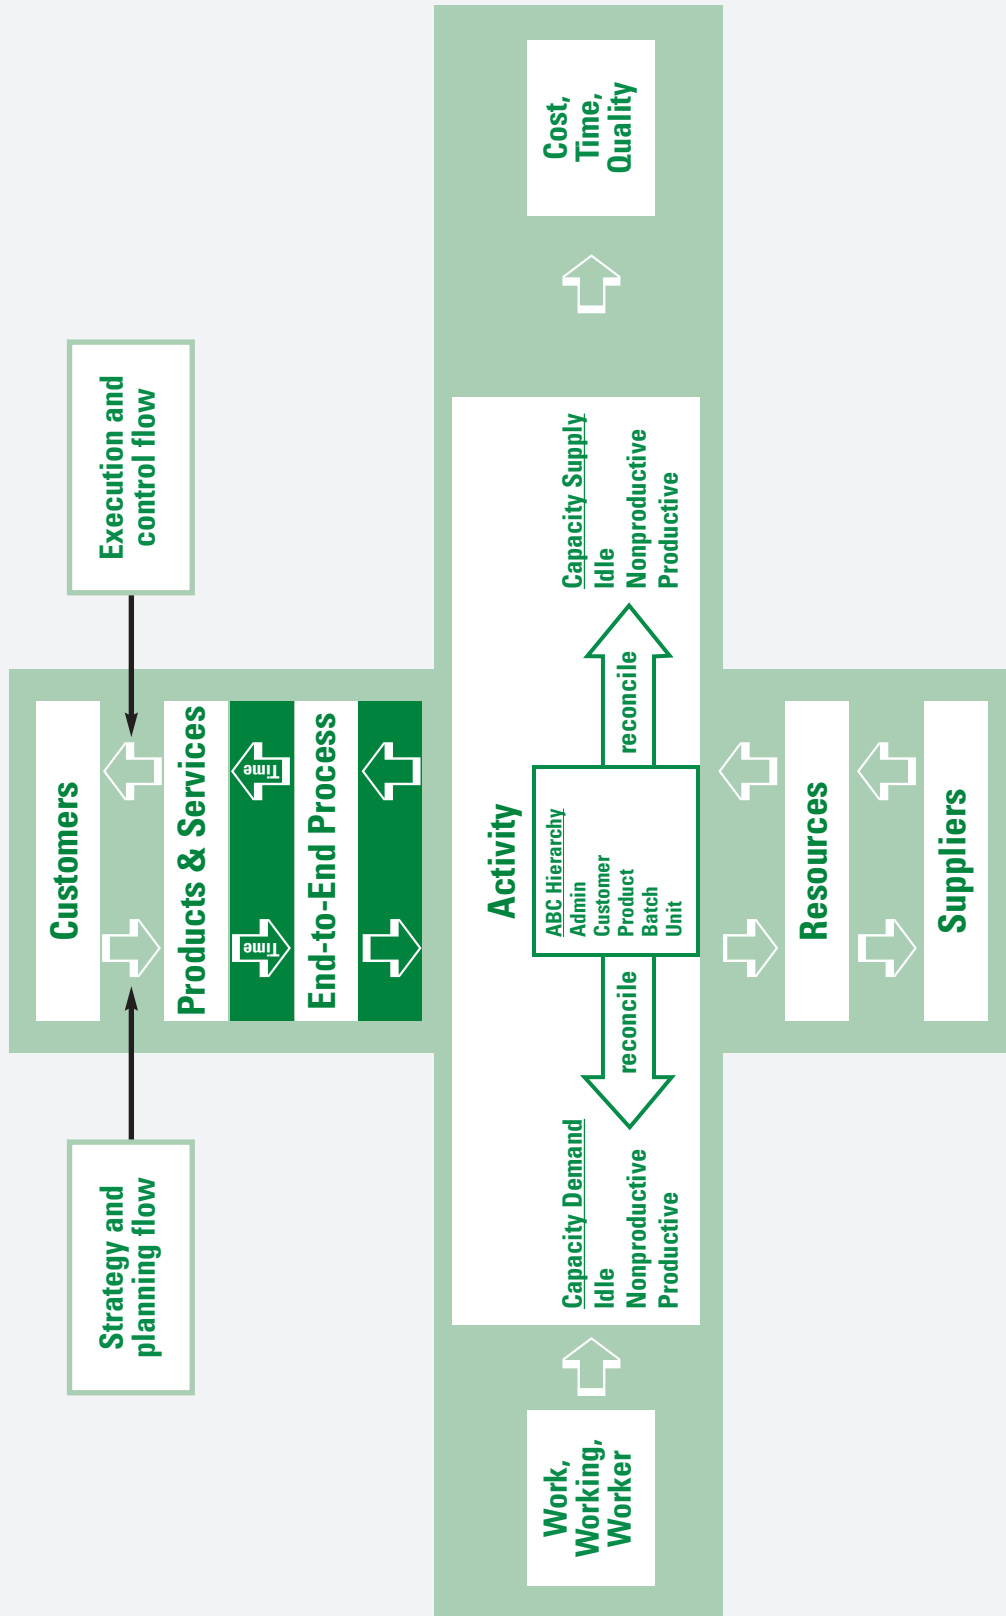 Strategy and
planning flow
Execution and
control flow
Customers
Products & Services
Time
Time
End-to-End Process
Work,
Working,
Worker
Activity
Capacity Demand
Idle
Nonproductive
Productive
reconcile
ABC Hierarchy
Admin
Customer
Product
Batch
Unit
reconcile
Capacity Supply
Idle
Nonproductive
Productive
Cost,
Time,
Quality
Resources
Suppliers